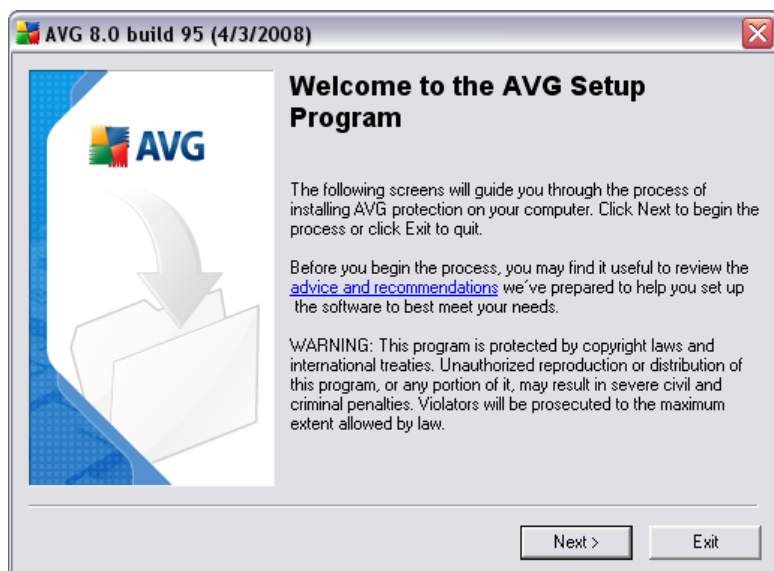 AVG 8.0 build 95 (4/3/2008)
AVG
Welcome to the AVG Setup
Program
The following screens will guide you through the process of
installing AVG protection on your computer. Click Next to begin the
process or click Exit to quit.
Before you begin the process, you may find it useful to review the
advice and recommendations we´ve prepared to help you set up
the software to best meet your needs.
WARNING: This program is protected by copyright laws and
international treaties. Unauthorized reproduction or distribution of
this program, or any portion of it, may result in severe civil and
criminal penalties. Violators will be prosecuted to the maximum
extent allowed by law.
Next >
Exit